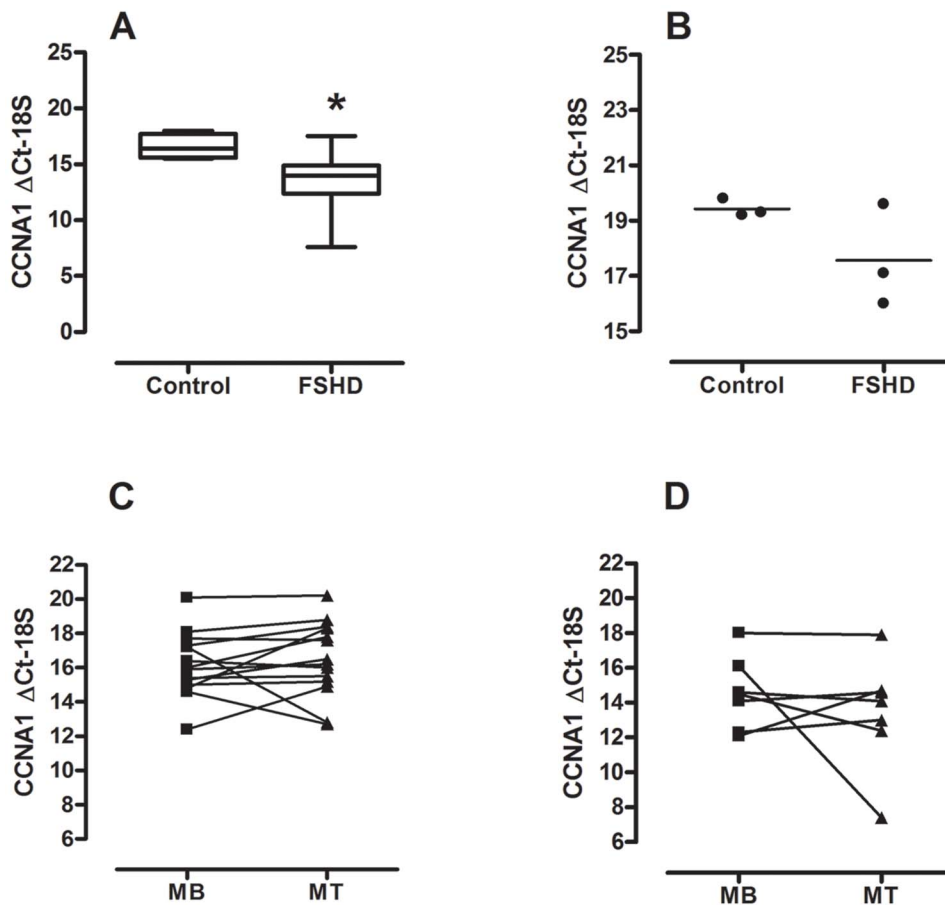 A
CCNA1 ΔCt-18S
25
20
15
10
5
0
*
Control FSHD
B
CCNA1 ΔCt-18S
25
23
21
19
17
15
Control FSHD
C
CCNA1 ΔCt-18S
22
20
18
16
14
12
10
8
6
MB MT
D
CCNA1 ΔCt-18S
22
20
18
16
14
12
10
8
6
MB MT